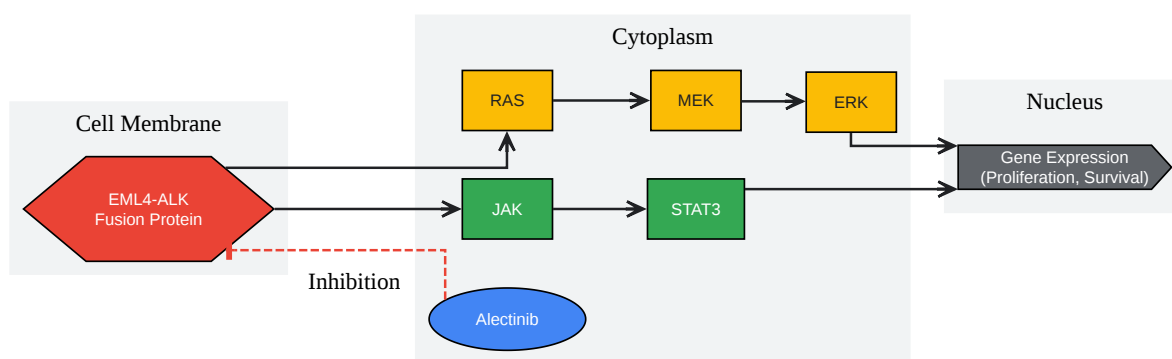 Cytoplasm
Cell Membrane
Nucleus
RAS
MEK
ERK
EML4-ALK
Fusion Protein
JAK
STAT3
Gene Expression
(Proliferation, Survival)
Inhibition
Alectinib